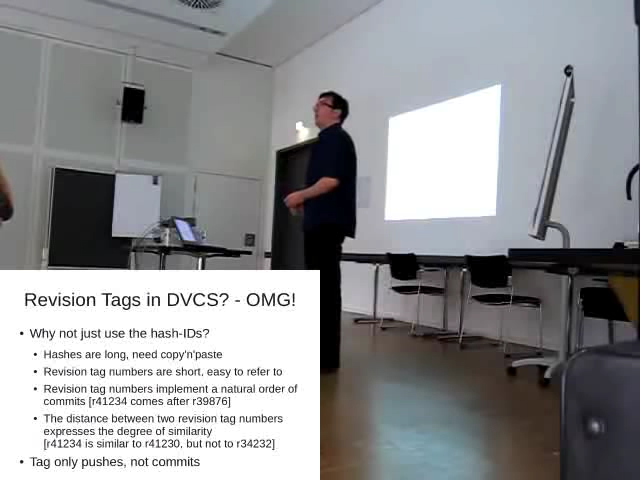 Revision Tags in DVCS? - OMG!
• Why not just use the hash-IDs?
• Hashes are long, need copy'n'paste
• Revision tag numbers are short, easy to refer to
• Revision tag numbers implement a natural order of
commits [r41234 comes after r39876]
• The distance between two revision tag numbers
expresses the degree of similarity
[r41234 is similar to r41230, but not to r34232]
• Tag only pushes, not commits